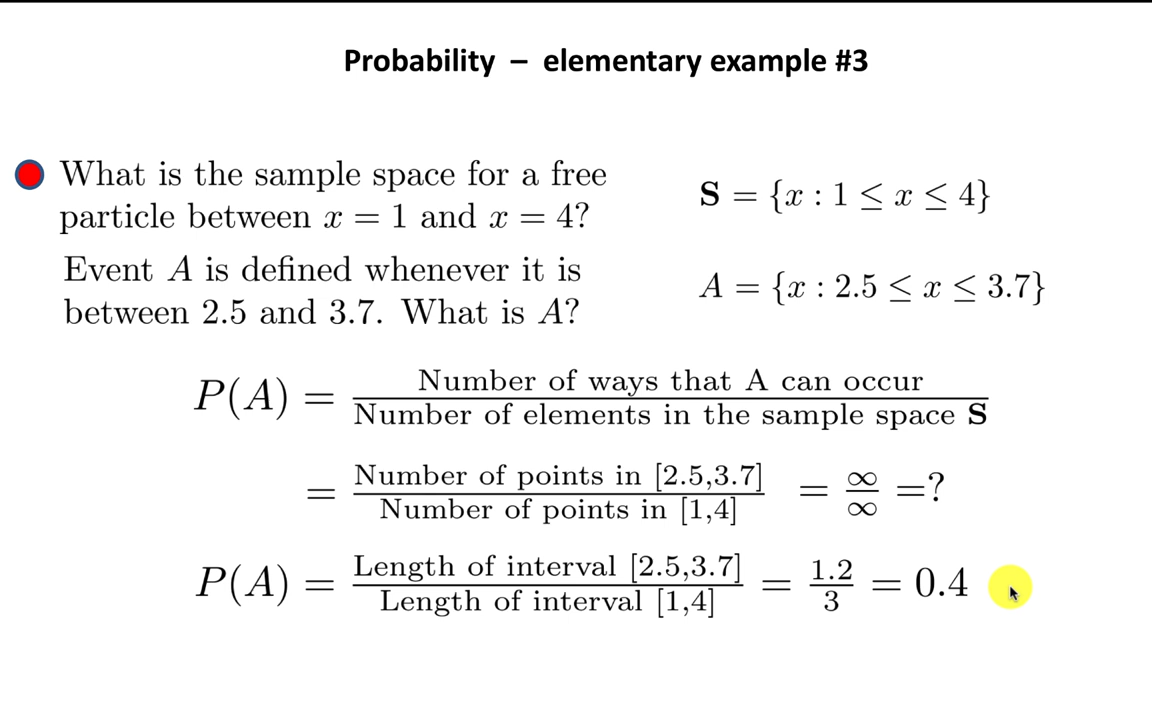 Probability – elementary example #3
What is the sample space for a free
particle between x = 1 and x = 4?
S = {x : 1 ≤ x ≤ 4}
Event A is defined whenever it is
between 2.5 and 3.7. What is A?
A = {x : 2.5 ≤ x ≤ 3.7}
P(A) = Number of ways that A can occur
Number of elements in the sample space S
= Number of points in [2.5,3.7] = ∞ =?
Number of points in [1,4] ∞
P(A) = Length of interval [2.5,3.7] = 1.2 = 0.4
Length of interval [1,4] 3